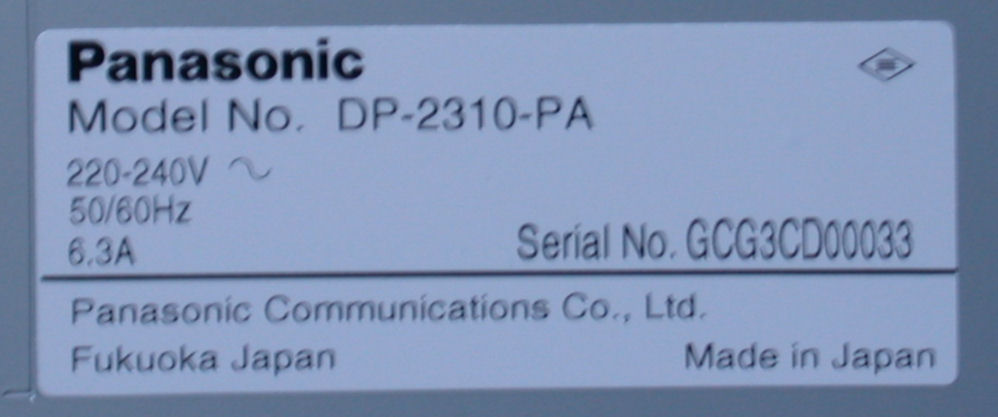 Panasonic
Model No. DP-2310-PA
220-240V ~
50/60Hz
6.3A
Serial No. GCG3CD00033
Panasonic Communications Co., Ltd.
Fukuoka Japan
Made in Japan